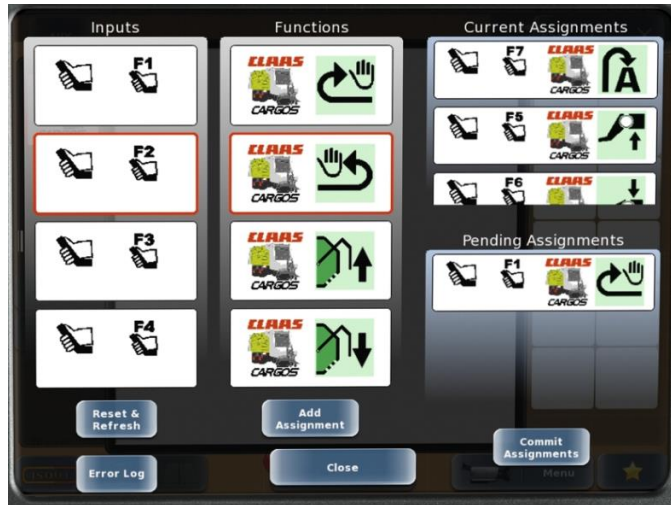 Inputs
F1
F2
F3
F4
Functions
CLAAS
CARGOS
CLAAS
CARGOS
CLAAS
CARGOS
CLAAS
CARGOS
Current Assignments
F7
CLAAS
CARGOS
A
F5
CLAAS
CARGOS
F6
CLAAS
Pending Assignments
F1
CLAAS
CARGOS
Reset &
Refresh
Add
Assignment
Commit
Assignments
Error Log
Close
Menu